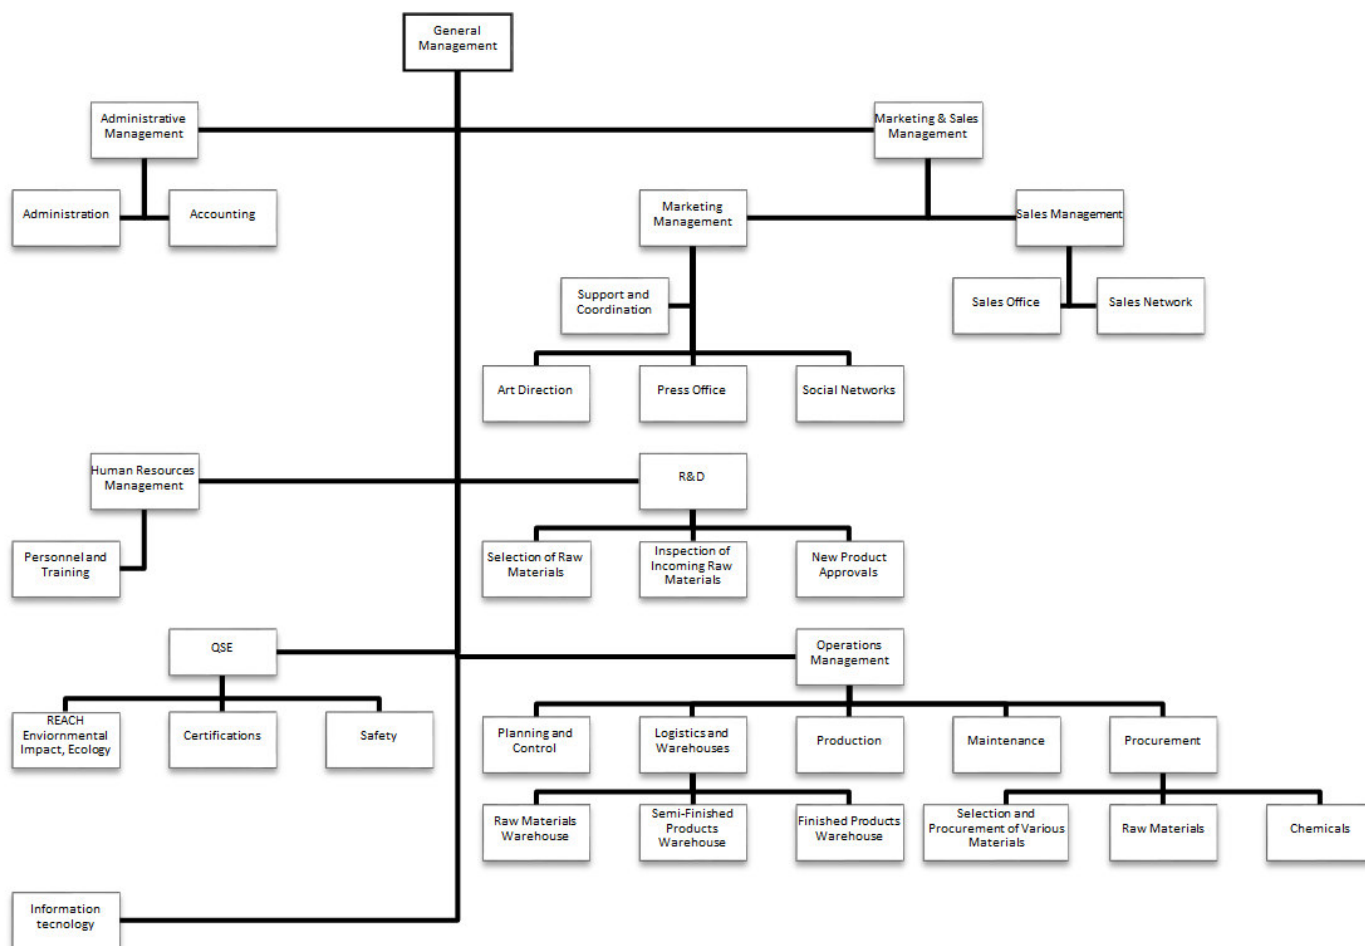 General
Management
Administrative
Management
Marketing & Sales
Management
Administration
Accounting
Marketing
Management
Sales Management
Support and
Coordination
Sales Office
Sales Network
Art Direction
Press Office
Social Networks
Human Resources
Management
R&D
Personnel and
Training
Selection of Raw
Materials
Inspection of
Incoming Raw
Materials
New Product
Approvals
QSE
Operations
Management
REACH
Enviornmental
Impact, Ecology
Certifications
Safety
Planning and
Control
Logistics and
Warehouses
Production
Maintenance
Procurement
Raw Materials
Warehouse
Semi-Finished
Products
Warehouse
Finished Products
Warehouse
Selection and
Procurement of Various
Materials
Raw Materials
Chemicals
Information
tecnology